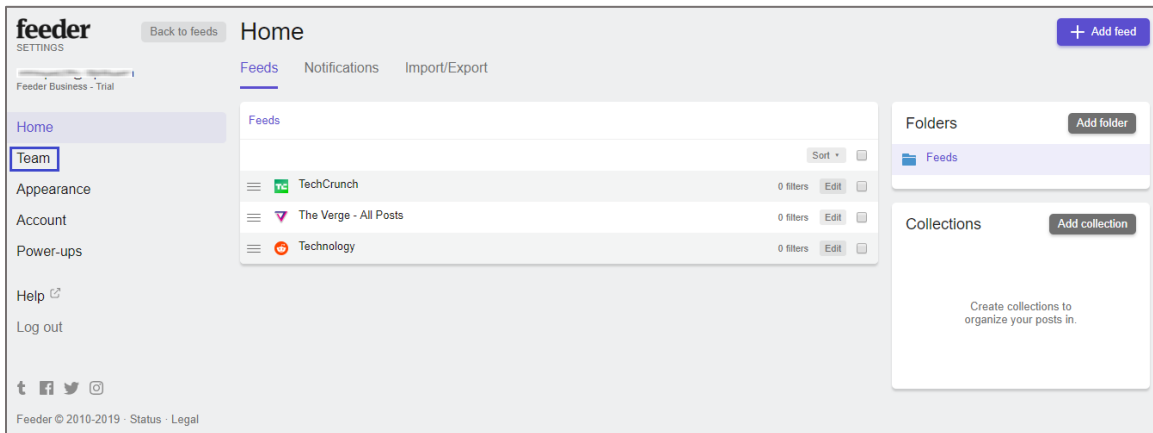 feeder
SETTINGS
Back to feeds
Feeder Business - Trial
Home
Team
Appearance
Account
Power-ups
Help
Log out
Feeder © 2010-2019 · Status · Legal
Home
+ Add feed
Feeds Notifications Import/Export
Feeds
Sort
TechCrunch 0 filters Edit
The Verge - All Posts 0 filters Edit
Technology 0 filters Edit
Folders Add folder
Feeds
Collections Add collection
Create collections to
organize your posts in.